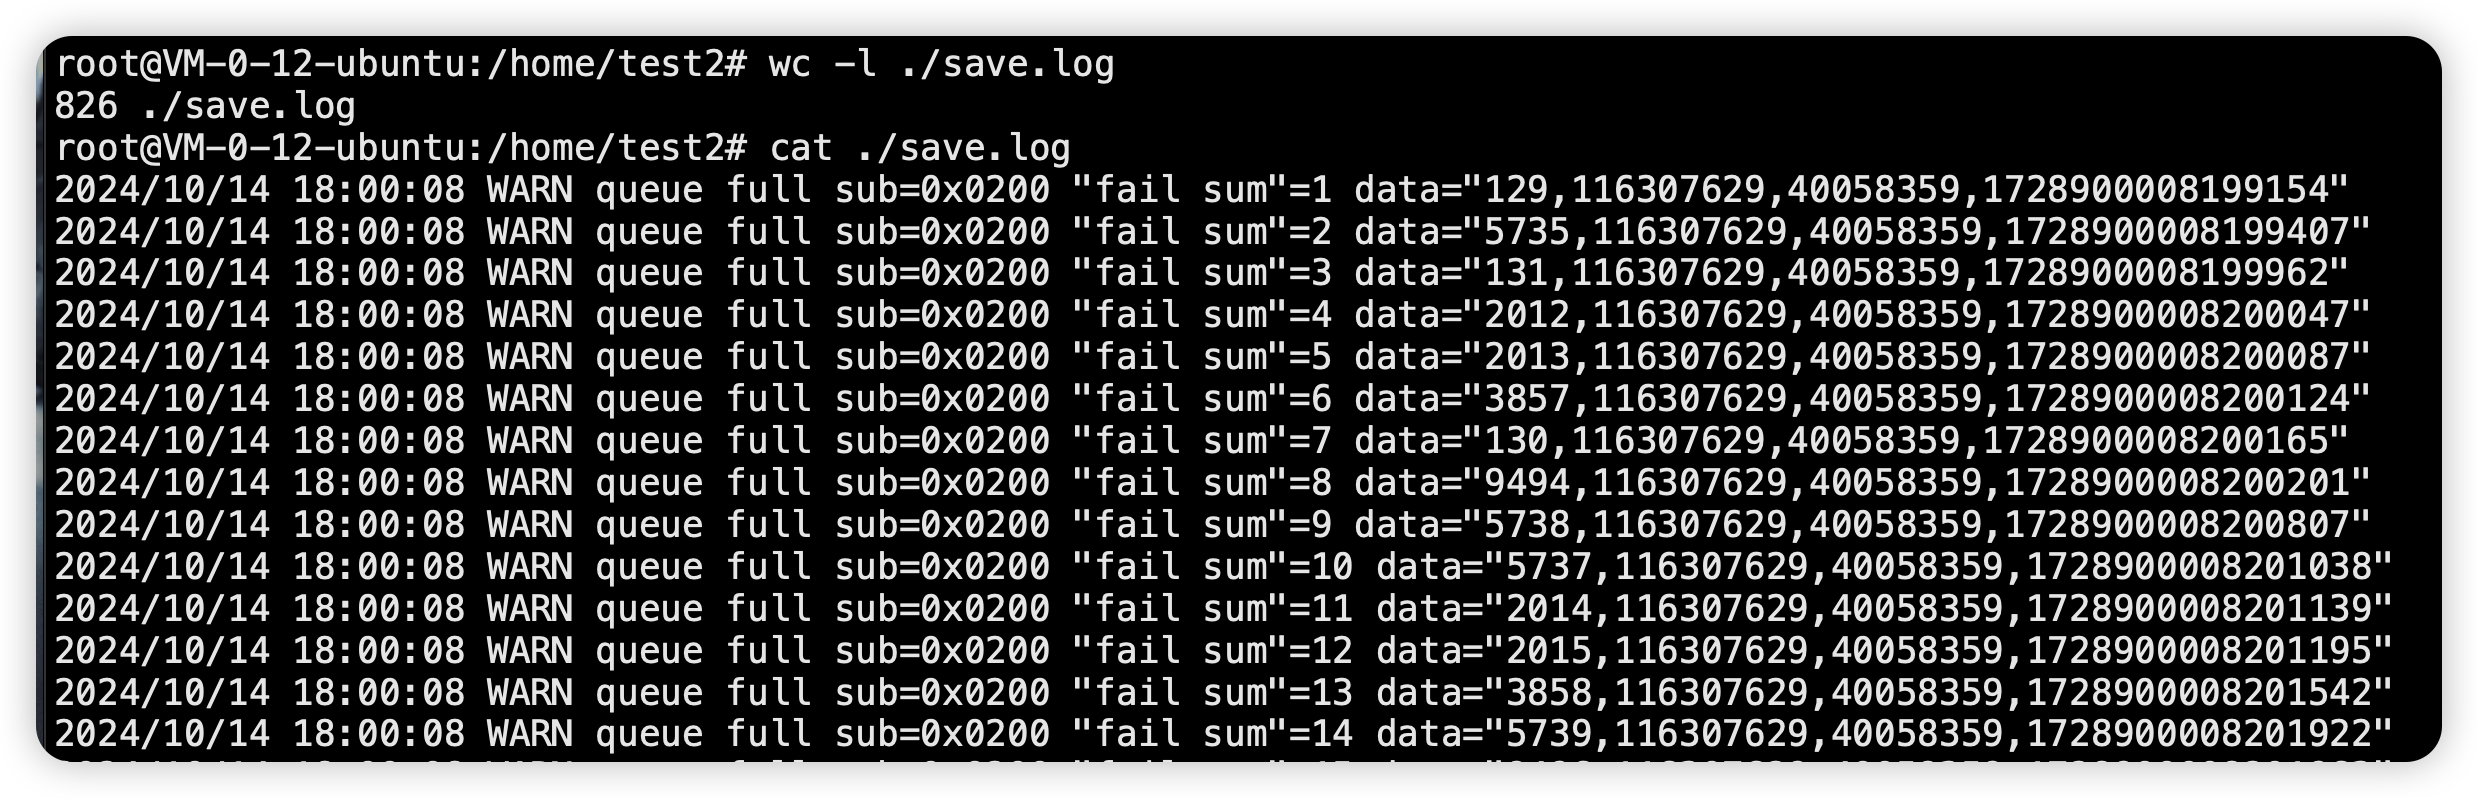 root@VM-0-12-ubuntu:/home/test2# wc -l ./save.log
826 ./save.log
root@VM-0-12-ubuntu:/home/test2# cat ./save.log
2024/10/14 18:00:08 WARN queue full sub=0x0200 "fail sum"=1 data="129,116307629,40058359,1728900008199154"
2024/10/14 18:00:08 WARN queue full sub=0x0200 "fail sum"=2 data="5735,116307629,40058359,1728900008199407"
2024/10/14 18:00:08 WARN queue full sub=0x0200 "fail sum"=3 data="131,116307629,40058359,1728900008199962"
2024/10/14 18:00:08 WARN queue full sub=0x0200 "fail sum"=4 data="2012,116307629,40058359,1728900008200047"
2024/10/14 18:00:08 WARN queue full sub=0x0200 "fail sum"=5 data="2013,116307629,40058359,1728900008200087"
2024/10/14 18:00:08 WARN queue full sub=0x0200 "fail sum"=6 data="3857,116307629,40058359,1728900008200124"
2024/10/14 18:00:08 WARN queue full sub=0x0200 "fail sum"=7 data="130,116307629,40058359,1728900008200165"
2024/10/14 18:00:08 WARN queue full sub=0x0200 "fail sum"=8 data="9494,116307629,40058359,1728900008200201"
2024/10/14 18:00:08 WARN queue full sub=0x0200 "fail sum"=9 data="5738,116307629,40058359,1728900008200807"
2024/10/14 18:00:08 WARN queue full sub=0x0200 "fail sum"=10 data="5737,116307629,40058359,1728900008201038"
2024/10/14 18:00:08 WARN queue full sub=0x0200 "fail sum"=11 data="2014,116307629,40058359,1728900008201139"
2024/10/14 18:00:08 WARN queue full sub=0x0200 "fail sum"=12 data="2015,116307629,40058359,1728900008201195"
2024/10/14 18:00:08 WARN queue full sub=0x0200 "fail sum"=13 data="3858,116307629,40058359,1728900008201542"
2024/10/14 18:00:08 WARN queue full sub=0x0200 "fail sum"=14 data="5739,116307629,40058359,1728900008201922"